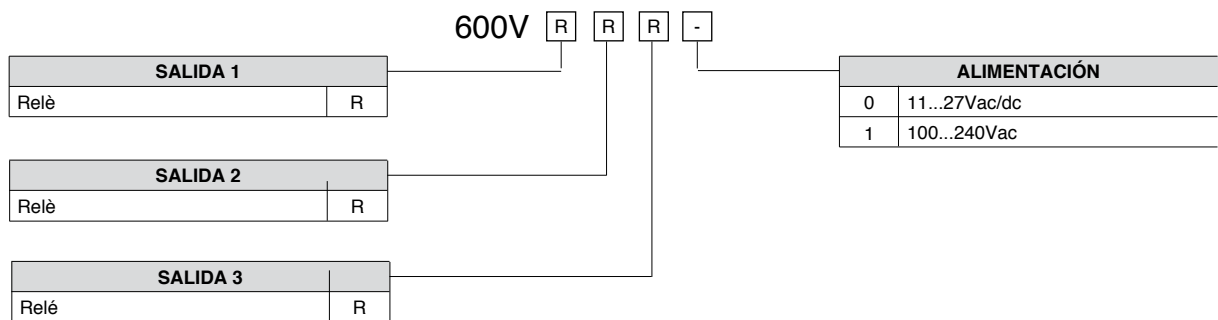 600V R R R -
SALIDA 1
Relè R
ALIMENTACIÓN
0 11...27Vac/dc
1 100...240Vac
SALIDA 2
Relè R
SALIDA 3
Relé R